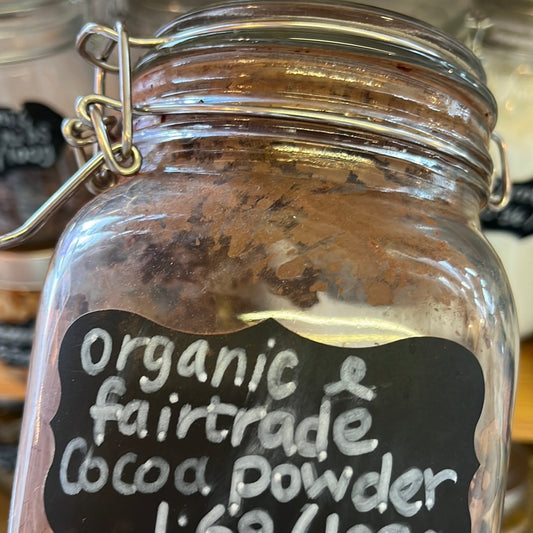 Organic &
fairtrade
Cocoa powder